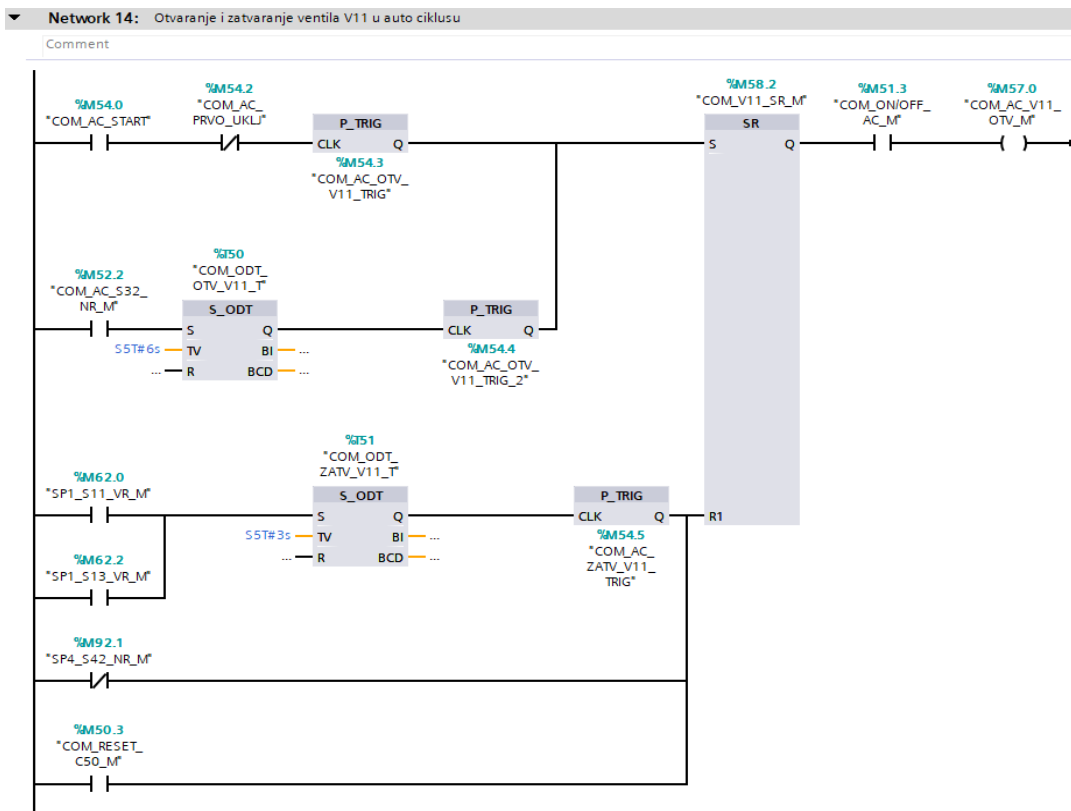 Network 14: Otvaranje i zatvaranje ventila V11 u auto ciklusu
Comment
%M54.0
"COM_AC_START"
%M54.2
"COM_AC_
PRVO_UKLJ"
P_TRIG
CLK Q
%M54.3
"COM_AC_OTV_
V11_TRIG"
%M58.2
"COM_V11_SR_M"
SR
S Q
%M51.3
"COM_ON/OFF_
AC_M"
%M57.0
"COM_AC_V11_
OTV_M"
%M52.2
"COM_AC_S32_
NR_M"
%T50
"COM_ODT_
OTV_V11_T"
S_ODT
S Q
S5T#6s TV BI ...
... R BCD ...
P_TRIG
CLK Q
%M54.4
"COM_AC_OTV_
V11_TRIG_2"
%M62.0
"SP1_S11_VR_M"
%T51
"COM_ODT_
ZATV_V11_T"
S_ODT
S Q
S5T#3s TV BI ...
... R BCD ...
P_TRIG
CLK Q
%M54.5
"COM_AC_
ZATV_V11_
TRIG"
R1
%M62.2
"SP1_S13_VR_M"
%M92.1
"SP4_S42_NR_M"
%M50.3
"COM_RESET_
C50_M"